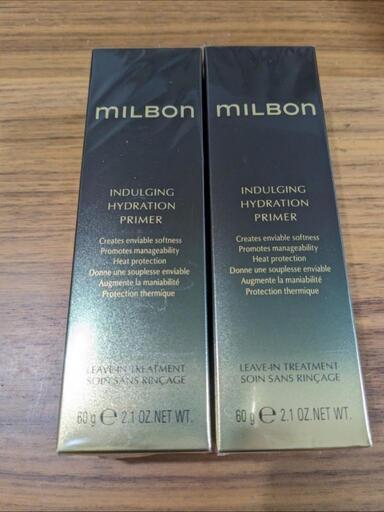 MILBON
INDULGING
HYDRATION
PRIMER
Creates enviable softness
Promotes manageability
Heat protection
Donne une souplesse enviable
Augmente la maniabilité
Protection thermique
LEAVE-IN TREATMENT
SOIN SANS RINÇAGE
60 g e 2.1 OZ.NET WT.
MILBON
INDULGING
HYDRATION
PRIMER
Creates enviable softness
Promotes manageability
Heat protection
Donne une souplesse enviable
Augmente la maniabilité
Protection thermique
LEAVE-IN TREATMENT
SOIN SANS RINÇAGE
60 g e 2.1 OZ.NET WT.